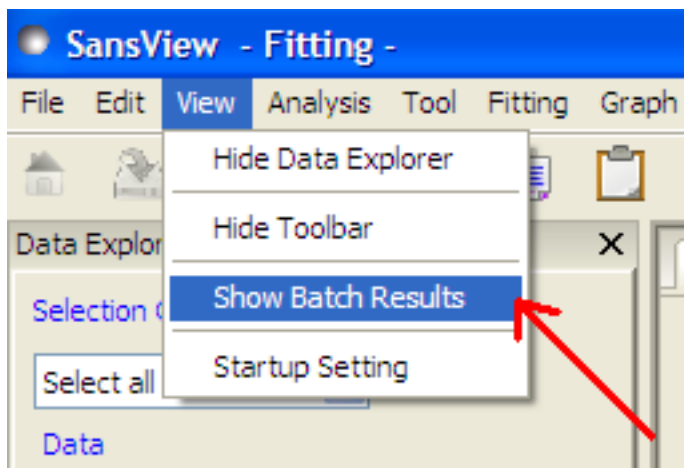 SansView - Fitting -
File Edit View Analysis Tool Fitting Graph
Hide Data Explorer
Hide Toolbar
Data Explor
Show Batch Results
Selection
Startup Setting
Select all
Data